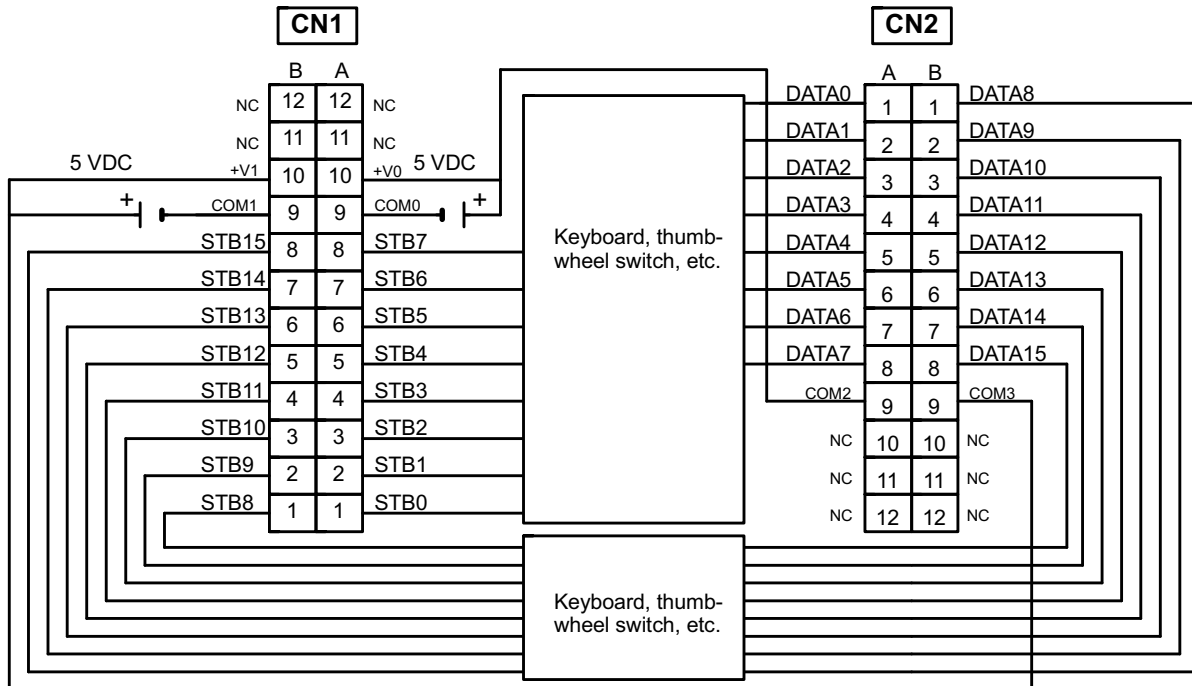 CN1 CN2
B A A B
NC 12 12 NC DATA0 1 1 DATA8
NC 11 11 NC DATA1 2 2 DATA9
5 VDC +V1 10 10 +V0 5 VDC DATA2 3 3 DATA10
+ COM1 9 9 COM0 + DATA3 4 4 DATA11
STB15 8 8 STB7 Keyboard, thumb- DATA4 5 5 DATA12
wheel switch, etc.
STB14 7 7 STB6 DATA5 6 6 DATA13
STB13 6 6 STB5 DATA6 7 7 DATA14
STB12 5 5 STB4 DATA7 8 8 DATA15
STB11 4 4 STB3 COM2 9 9 COM3
STB10 3 3 STB2 NC 10 10 NC
STB9 2 2 STB1 NC 11 11 NC
STB8 1 1 STB0 NC 12 12 NC
Keyboard, thumb-
wheel switch, etc.